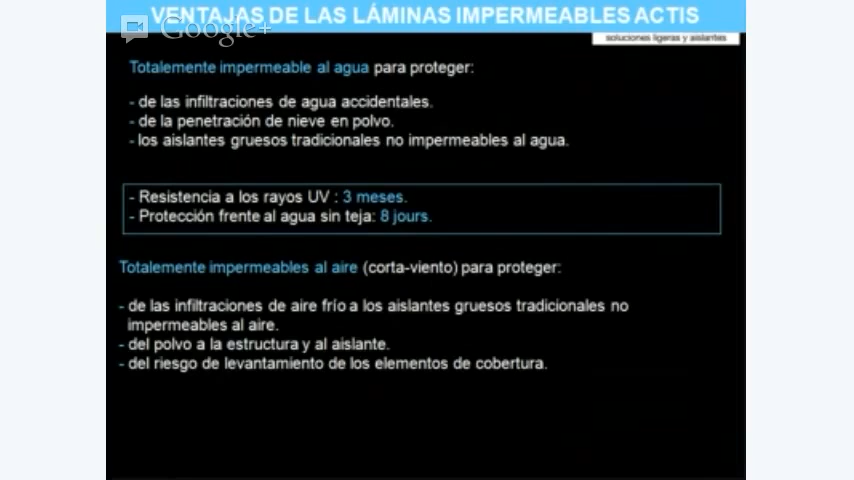 VENTAJAS DE LAS LÁMINAS IMPERMEABLES ACTIS
Google+
soluciones ligeras y aislantes
Totalemente impermeable al agua para proteger:
- de las infiltraciones de agua accidentales.
- de la penetración de nieve en polvo.
- los aislantes gruesos tradicionales no impermeables al agua.
- Resistencia a los rayos UV : 3 meses.
- Protección frente al agua sin teja: 8 jours.
Totalemente impermeables al aire (corta-viento) para proteger:
- de las infiltraciones de aire frío a los aislantes gruesos tradicionales no
impermeables al aire.
- del polvo a la estructura y al aislante.
- del riesgo de levantamiento de los elementos de cobertura.